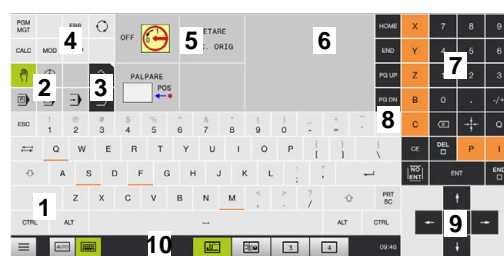 PGM MGT
ERR
HOME X 7 8 9
OFF
5
ETARE
6
CALC MOD 4
C. ORIG
END Y 5 6
7
2 3
PALPARE
POS
PG UP Z 2 3
PG DN B 0 . -/+
8
ESC ! 1 @ 2 # 3 $ 4 % 5 ^ 6 & 7 * 8 ( 9 ) 0 _ - + =
C Q
Q W E R T Y U I O P { [ } ] | \
CE DEL P I
A S D F G H J K L : ; " '
NO ENT ENT END
1 Z X C V B N M < , > . ? /
PRT SC
CTRL ALT ALT CTRL
9
AUTO 10 3 4 09:48